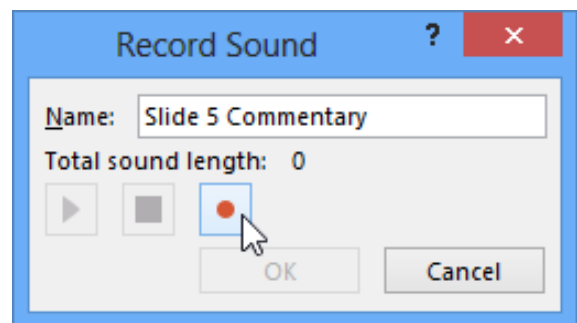 Record Sound ? ×
Name: Slide 5 Commentary
Total sound length: 0
OK Cancel